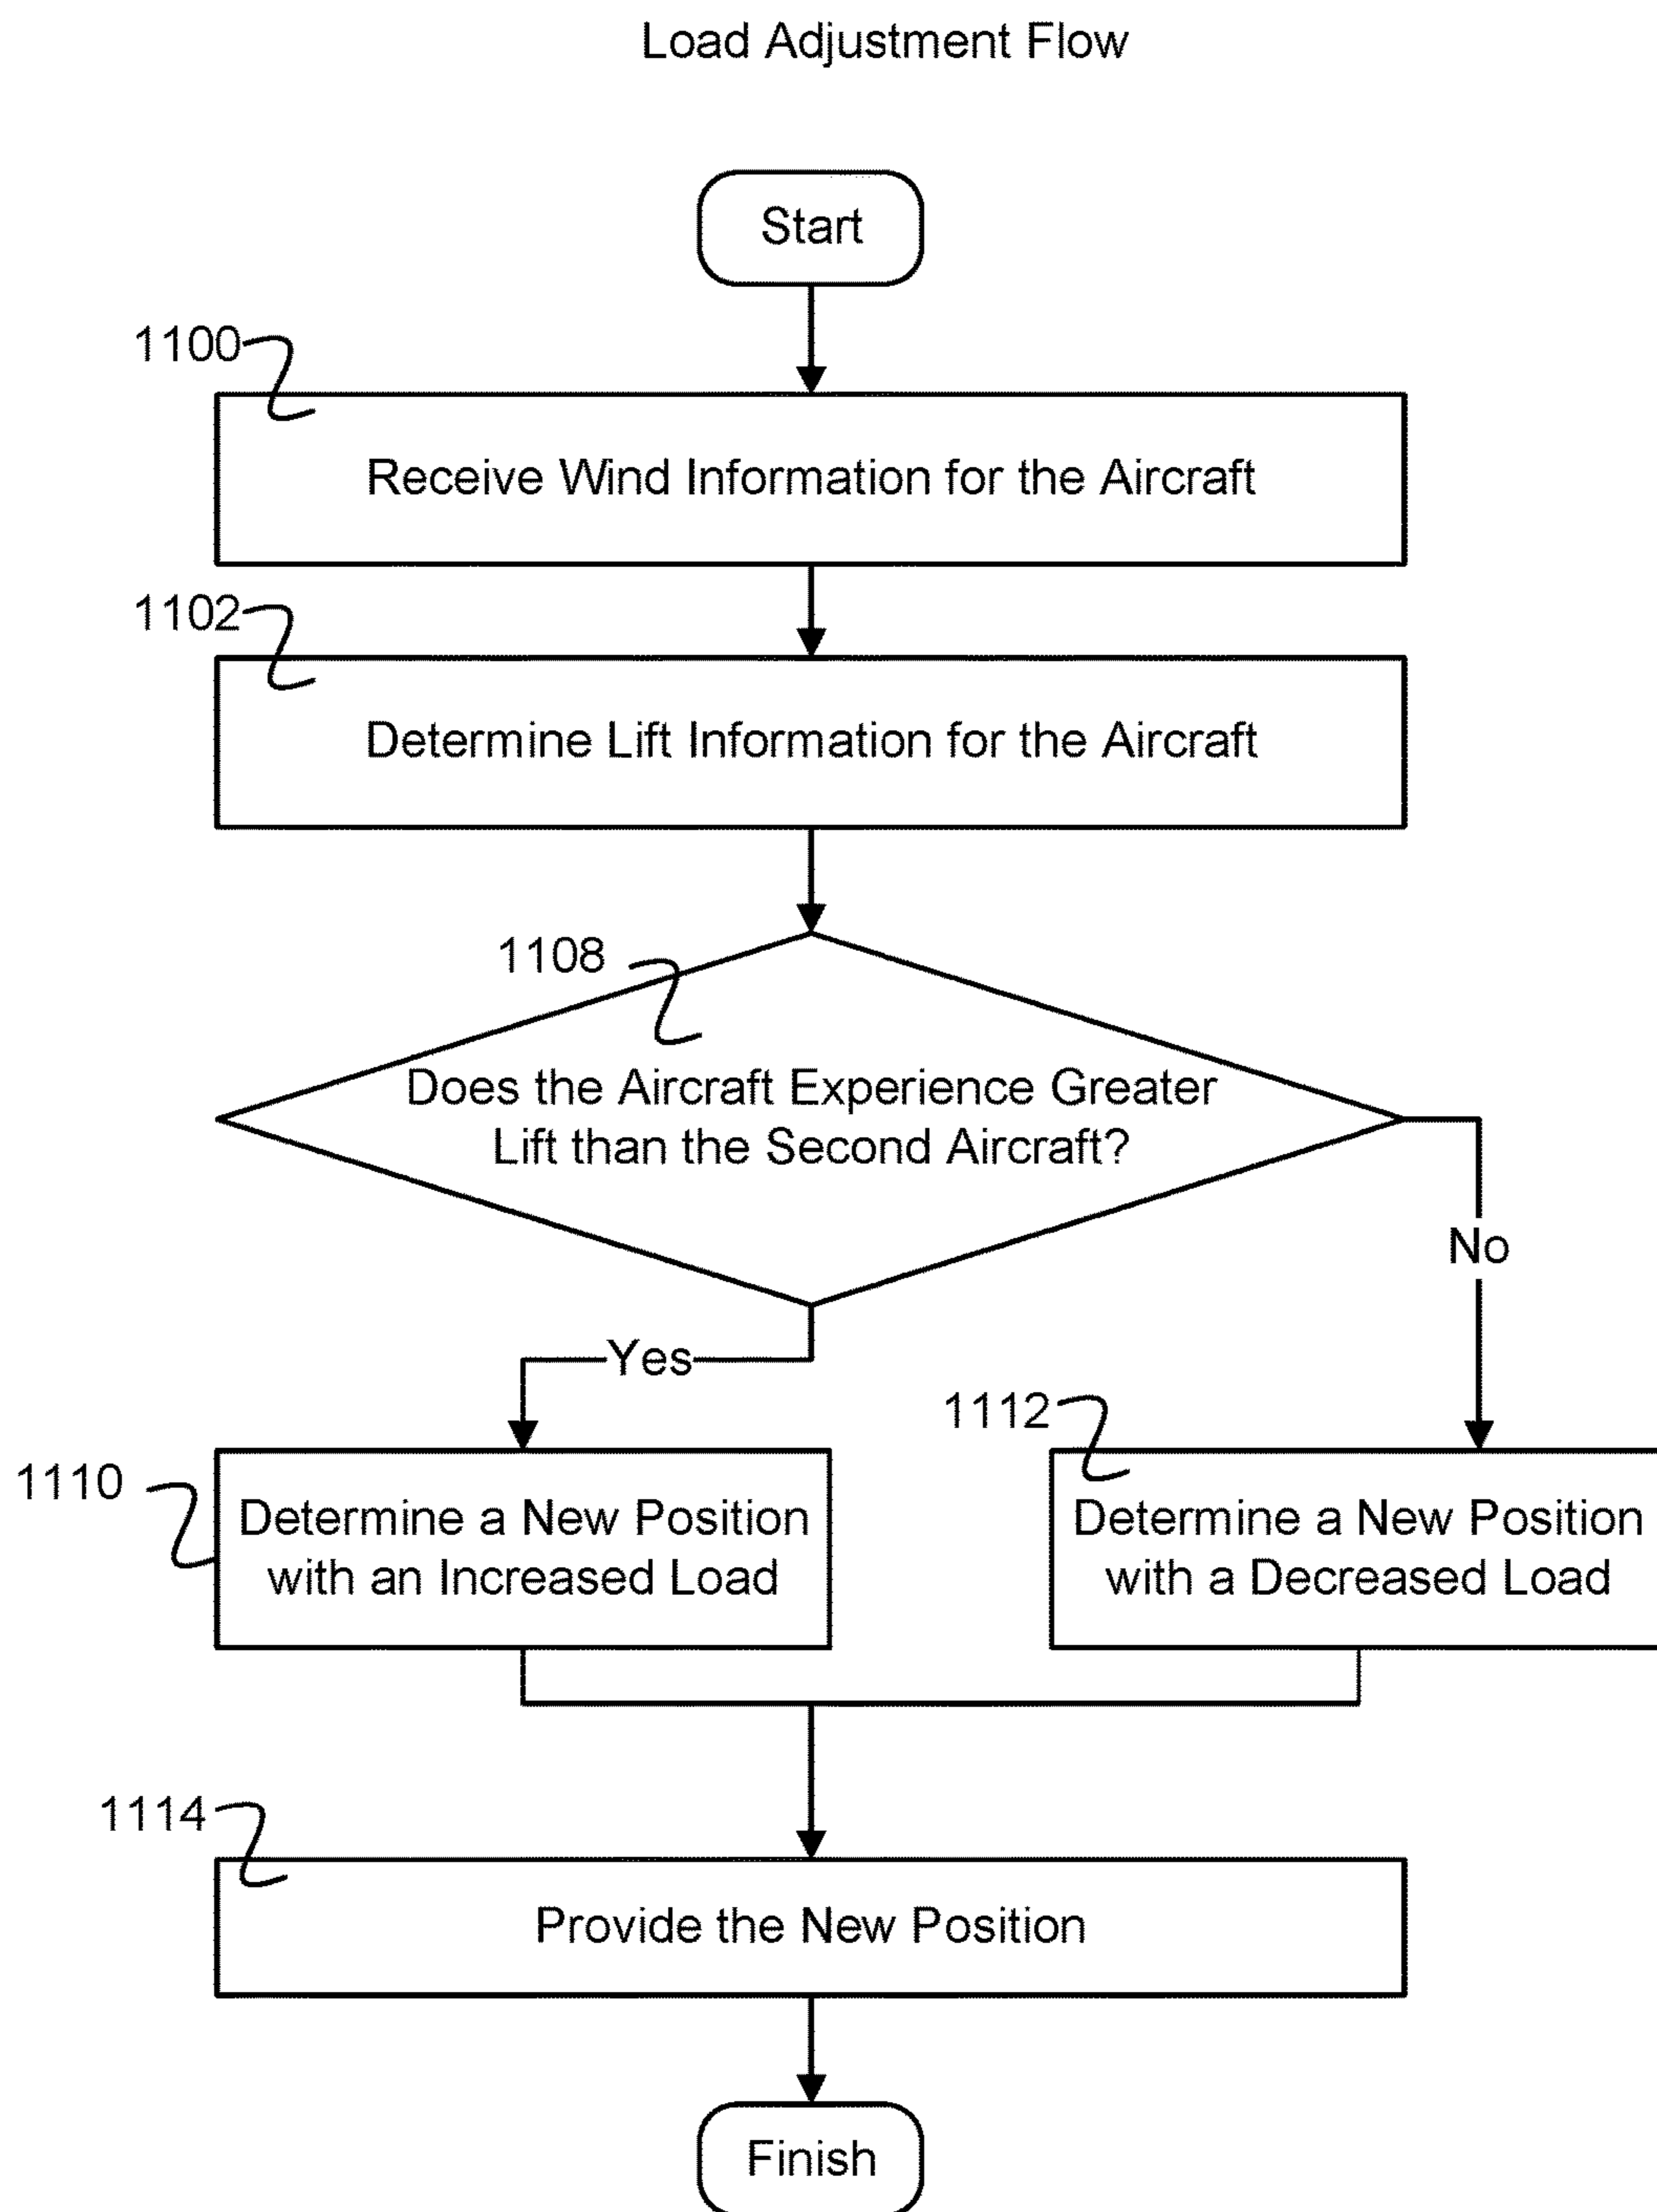 Load Adjustment Flow
Start
1100
Receive Wind Information for the Aircraft
1102
Determine Lift Information for the Aircraft
1108
Does the Aircraft Experience Greater
Lift than the Second Aircraft?
No
Yes
1112
1110
Determine a New Position
with an Increased Load
Determine a New Position
with a Decreased Load
1114
Provide the New Position
Finish